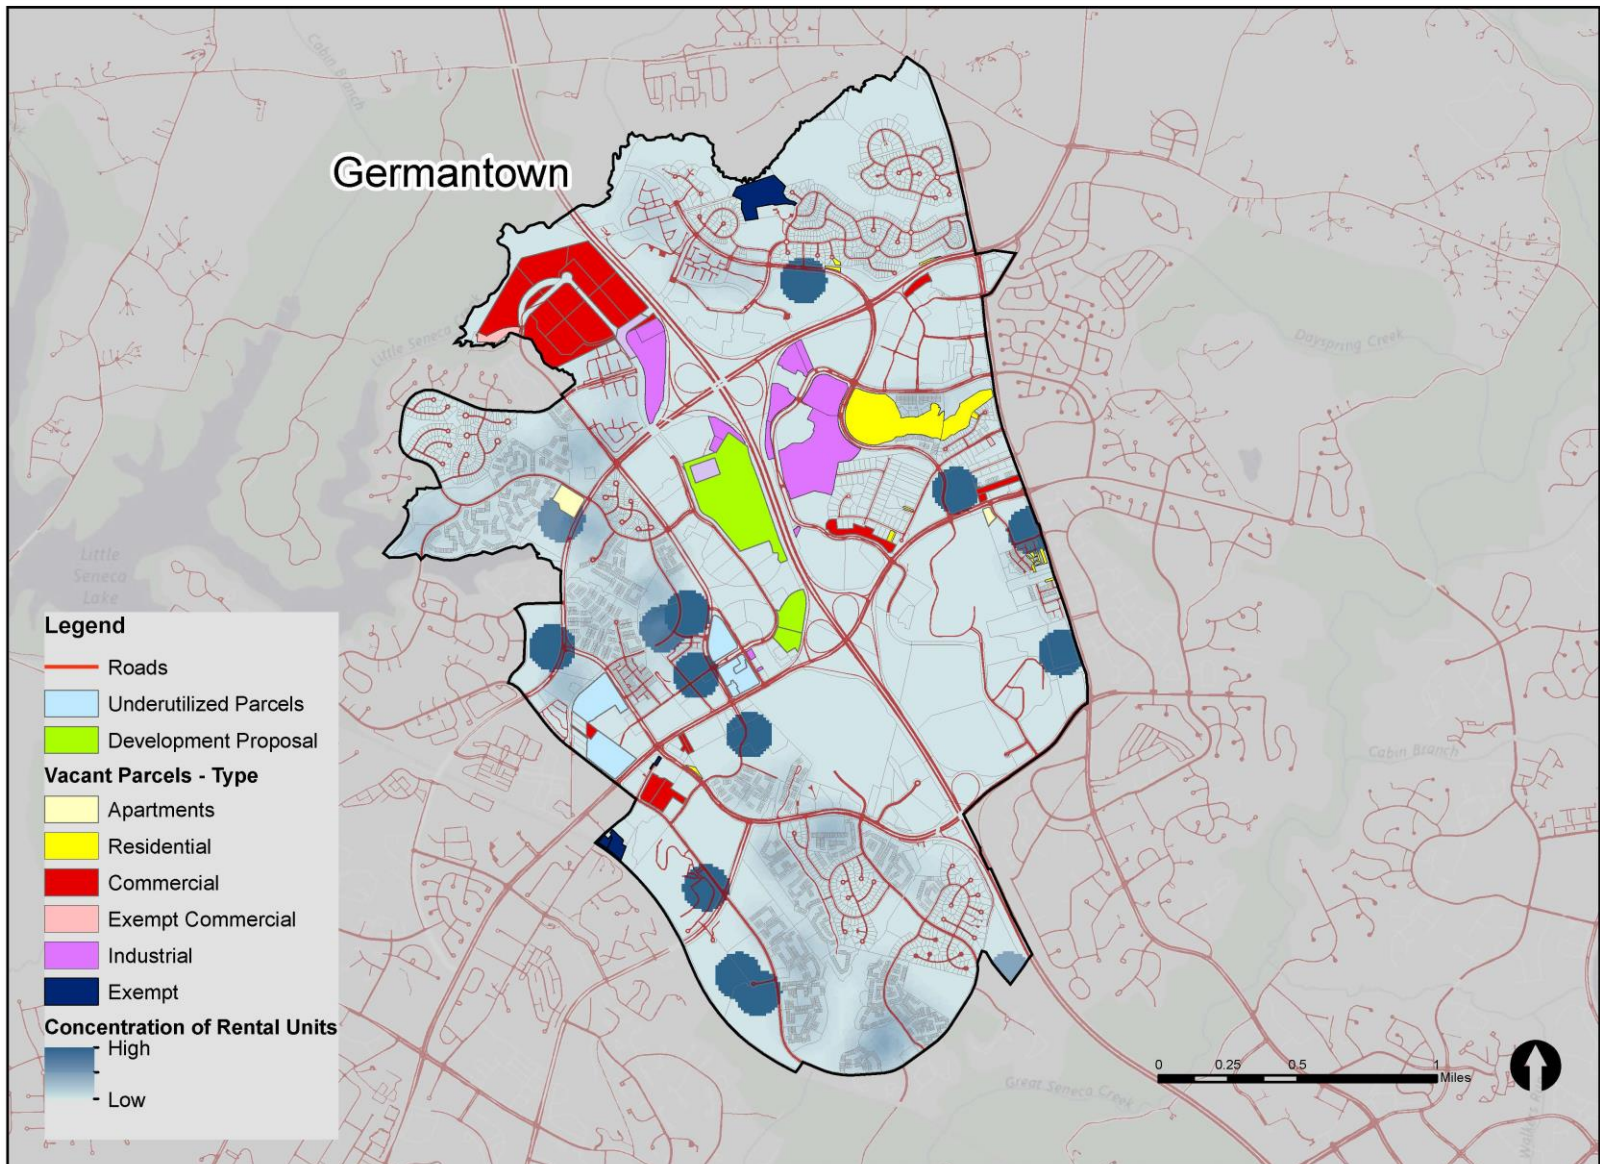 Cabin Branch
Germantown
Dayspring Creek
Little Seneca C
Little
Seneca
Lake
Legend
Roads
Underutilized Parcels
Development Proposal
Vacant Parcels - Type
Apartments
Residential
Commercial
Exempt Commercial
Industrial
Exempt
Concentration of Rental Units
High
Low
Cabin Branch
Great Seneca Creek
0 0.25 0.5 1
Miles